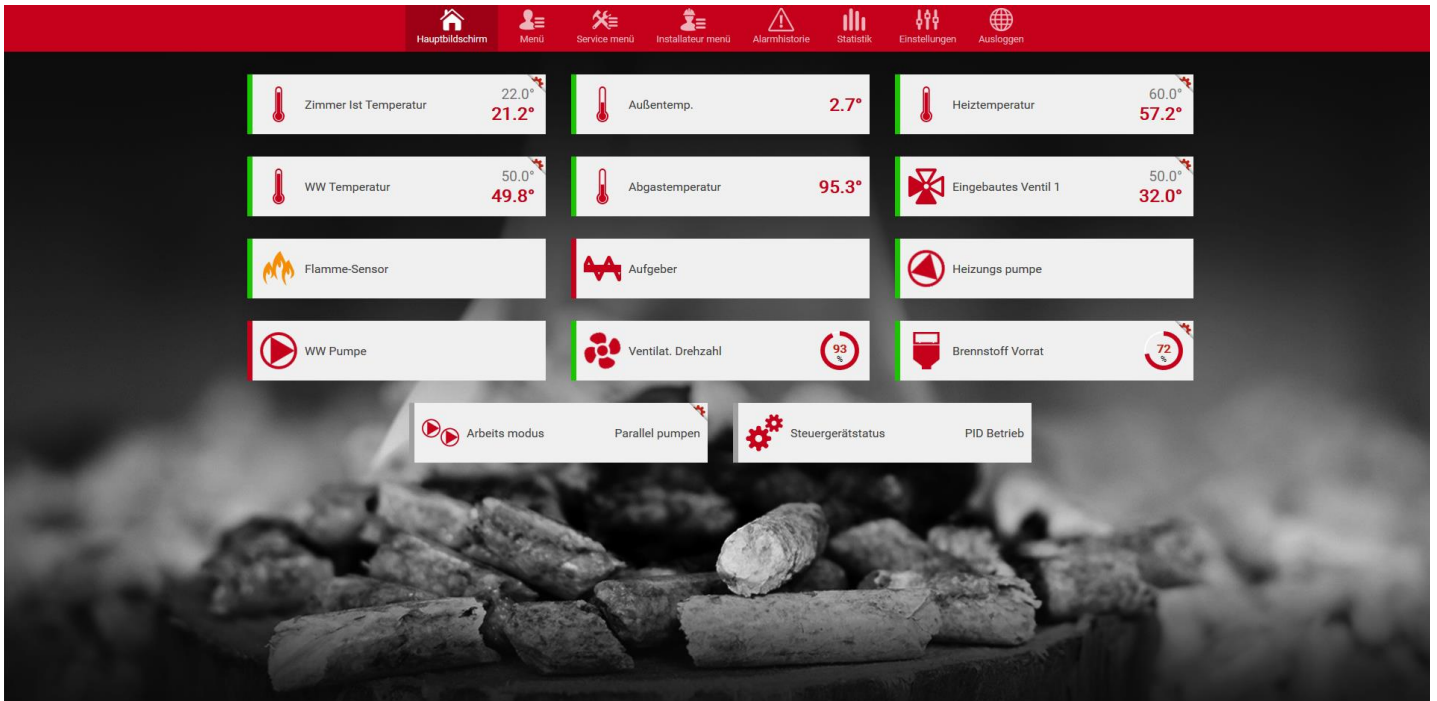 Hauptbildschirm Menü Service menü Installateur menü Alarmhistorie Statistik Einstellungen Ausloggen
Zimmer Ist Temperatur 22.0° 21.2°
Außentemp. 2.7°
Heiztemperatur 60.0° 57.2°
WW Temperatur 50.0° 49.8°
Abgastemperatur 95.3°
Eingebautes Ventil 1 50.0° 32.0°
Flamme-Sensor
Aufgeber
Heizungs pumpe
WW Pumpe
Ventilat. Drehzahl 93 %
Brennstoff Vorrat 72 %
Arbeits modus Parallel pumpen
Steuergerätstatus PID Betrieb